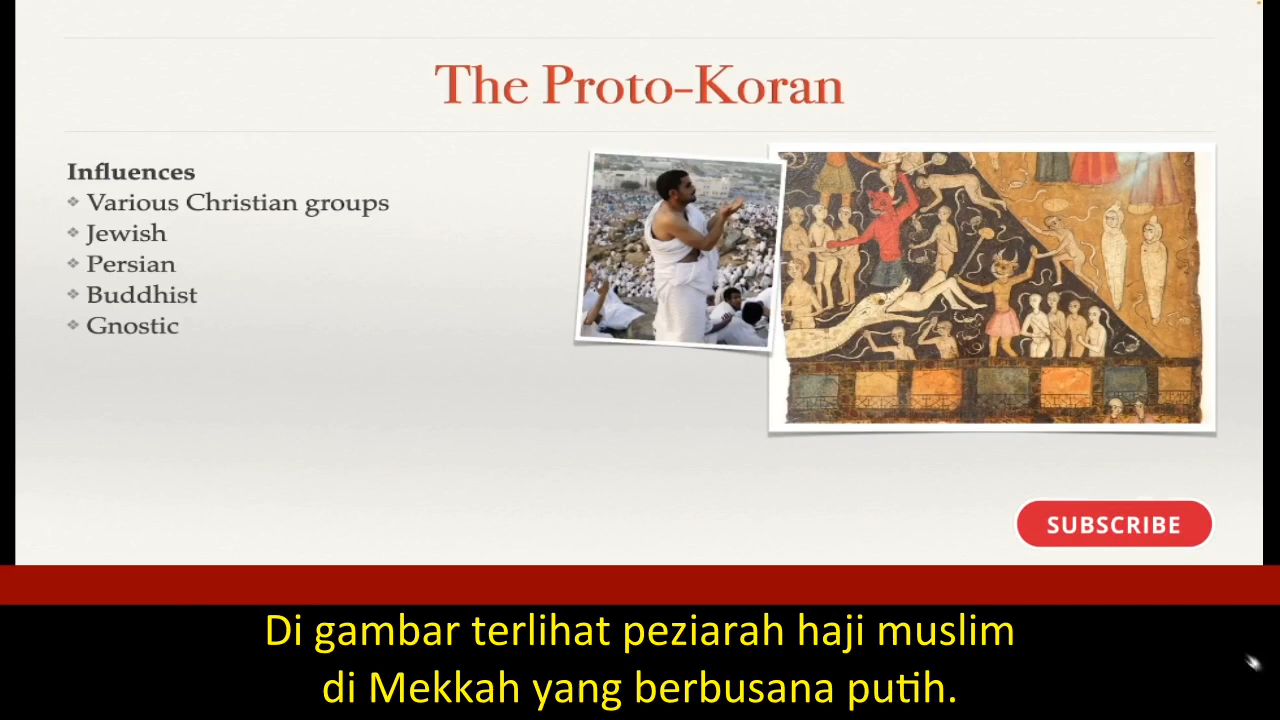 The Proto-Koran
Influences
Various Christian groups
Jewish
Persian
Buddhist
Gnostic
SUBSCRIBE
Di gambar terlihat peziarah haji muslim
di Mekkah yang berbusana putih.